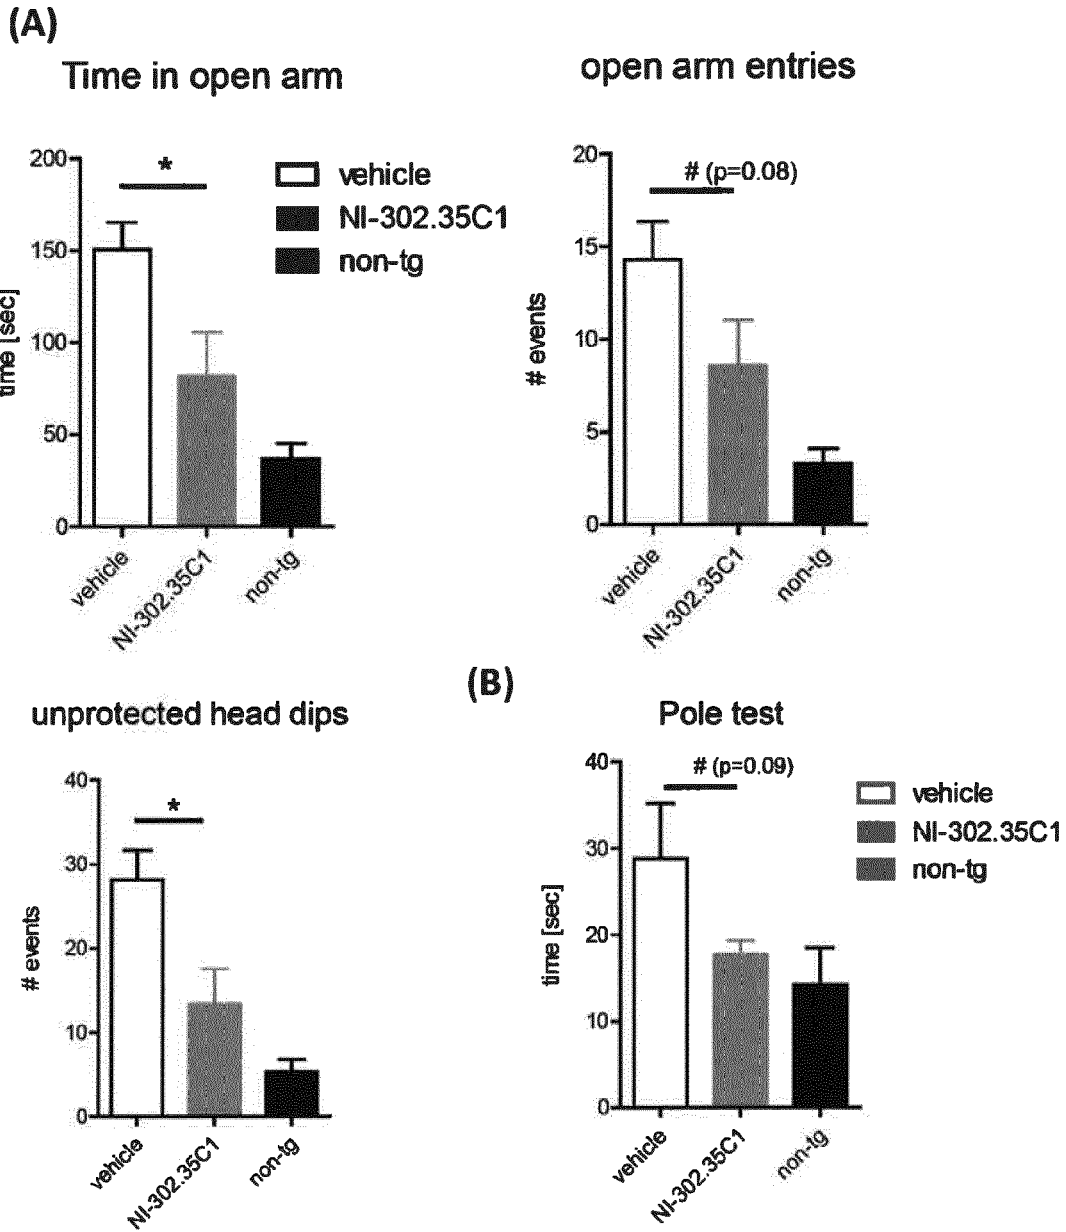 (A)
Time in open arm
200
150
100
50
0
time [sec]
*
vehicle
NI-302.35C1
non-tg
vehicle
NI-302.35C1
non-tg
open arm entries
20
15
10
5
0
# events
# (p=0.08)
vehicle
NI-302.35C1
non-tg
unprotected head dips
40
30
20
10
0
# events
*
vehicle
NI-302.35C1
non-tg
(B)
Pole test
40
30
20
10
0
time [sec]
# (p=0.09)
vehicle
NI-302.35C1
non-tg
vehicle
NI-302.35C1
non-tg